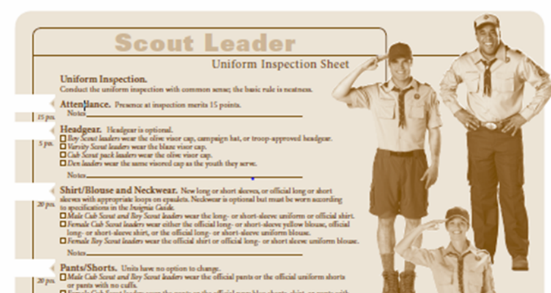 Scout Leader
Uniform Inspection Sheet
Uniform Inspection.
Conduct the uniform inspection with common sense; the basic rule is neatness.
Attendance. Presence at inspection merits 15 points.
Notes
15 pts.
Headgear. Headgear is optional.
Boy Scout leaders wear the olive visor cap, campaign hat, or troop-approved headgear.
5 pts.
Varsity Scout leaders wear the blaze visor cap.
Cub Scout pack leaders wear the olive visor cap.
Den leaders wear the same visored cap as the youth they serve.
Notes
Shirt/Blouse and Neckwear. New long or short sleeves, or official long or short
sleeves with appropriate loops on epaulets. Neckwear is optional but must be worn according
20 pts.
to specifications in the Insignia Guide.
Male Cub Scout and Boy Scout leaders wear the long- or short-sleeve uniform or official shirt.
Female Cub Scout leaders wear either the official long- or short-sleeve yellow blouse, official
long- or short-sleeve shirt, or the official long- or short-sleeve uniform blouse.
Female Boy Scout leaders wear the official shirt or official long- or short-sleeve uniform blouse.
Notes
Pants/Shorts. Units have no option to change.
20 pts.
Male Cub Scout and Boy Scout leaders wear the official pants or the official uniform shorts
or pants with no cuffs.